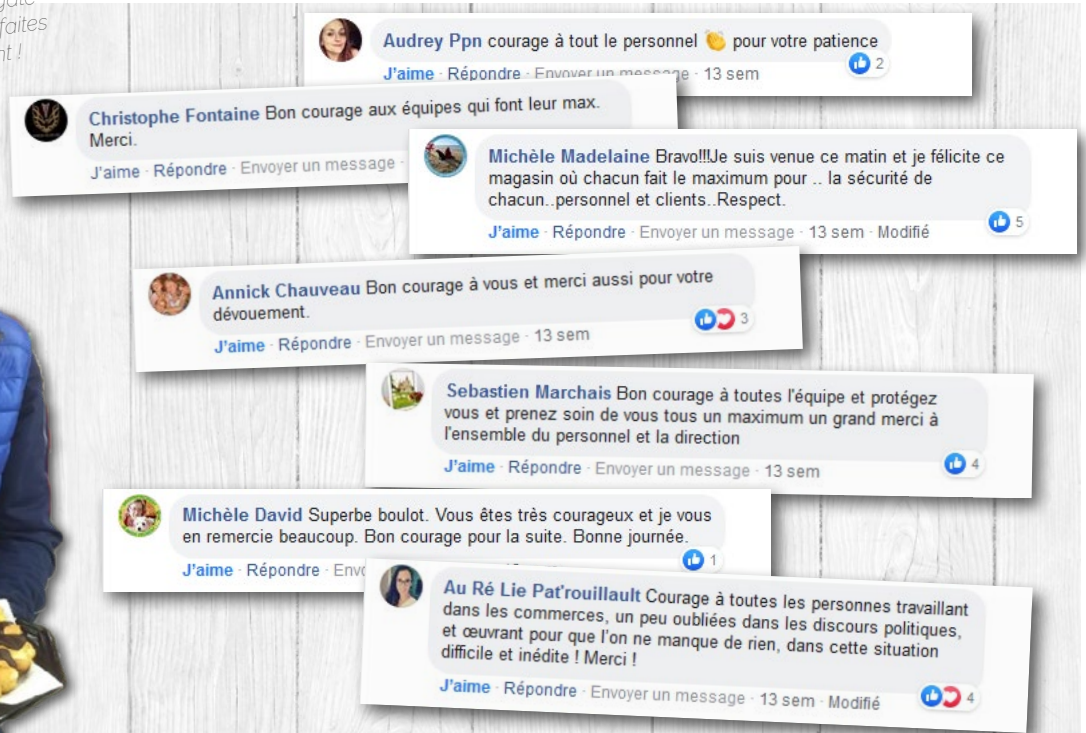 faites
nt !
Audrey Ppn courage à tout le personnel 👏 pour votre patience
2
J'aime · Répondre · Envoyer un message · 13 sem
Christophe Fontaine Bon courage aux équipes qui font leur max.
Merci.
J'aime · Répondre · Envoyer un message ·
Michèle Madelaine Bravo!!!Je suis venue ce matin et je félicite ce
magasin où chacun fait le maximum pour .. la sécurité de
chacun..personnel et clients..Respect.
5
J'aime · Répondre · Envoyer un message · 13 sem · Modifié
Annick Chauveau Bon courage à vous et merci aussi pour votre
dévouement.
3
J'aime · Répondre · Envoyer un message · 13 sem
Sebastien Marchais Bon courage à toutes l'équipe et protégez
vous et prenez soin de vous tous un maximum un grand merci à
l'ensemble du personnel et la direction
4
J'aime · Répondre · Envoyer un message · 13 sem
Michèle David Superbe boulot. Vous êtes très courageux et je vous
en remercie beaucoup. Bon courage pour la suite. Bonne journée.
1
J'aime · Répondre · Envo
Au Ré Lie Pat'rouillault Courage à toutes les personnes travaillant
dans les commerces, un peu oubliées dans les discours politiques,
et œuvrant pour que l'on ne manque de rien, dans cette situation
difficile et inédite ! Merci !
J'aime · Répondre · Envoyer un message · 13 sem · Modifié
4